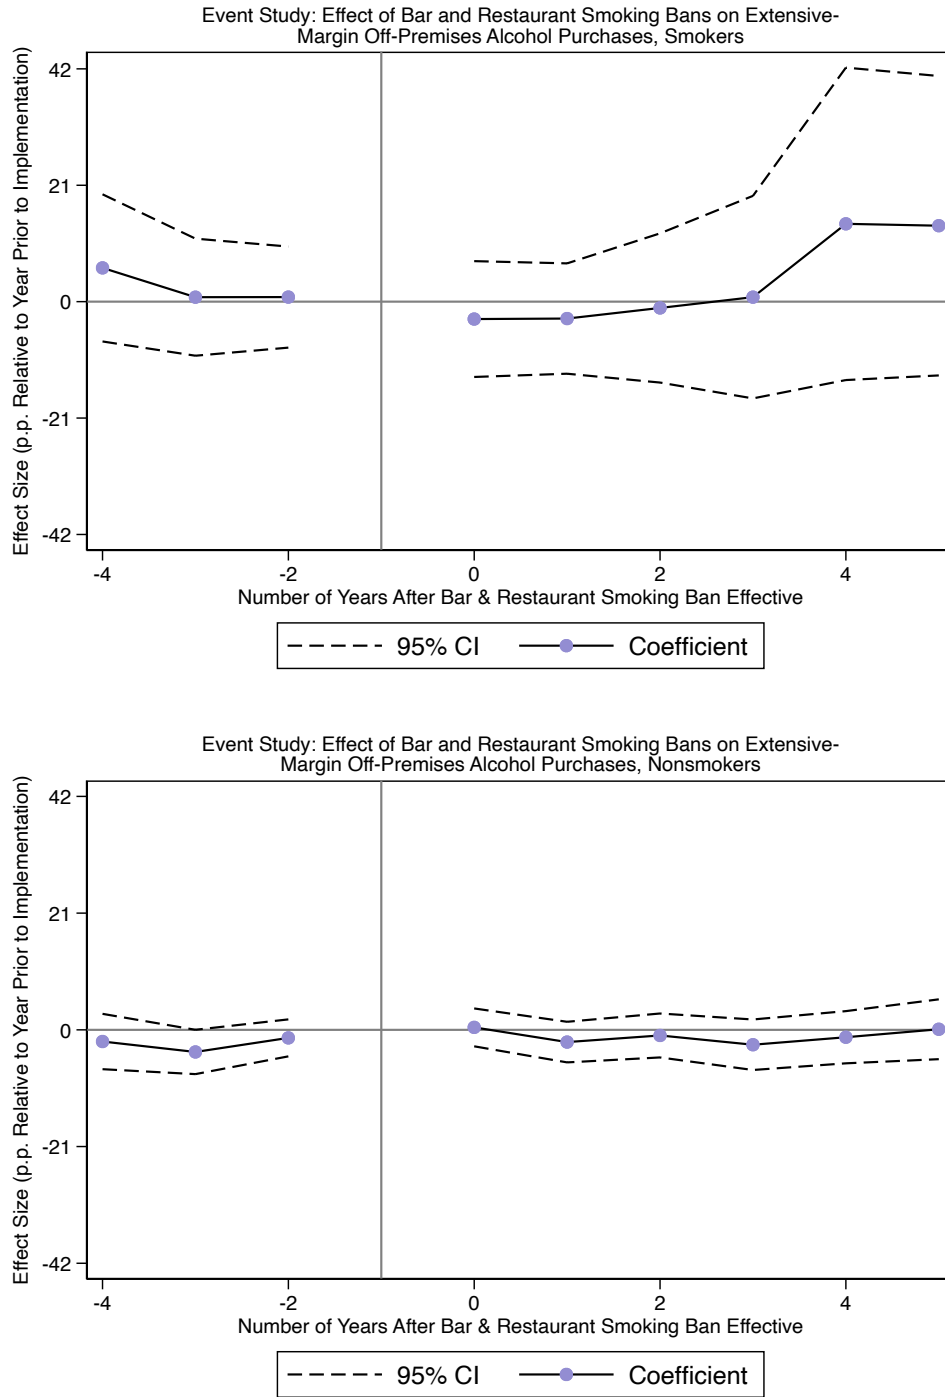 Event Study: Effect of Bar and Restaurant Smoking Bans on Extensive-
Margin Off-Premises Alcohol Purchases, Smokers
Effect Size (p.p. Relative to Year Prior to Implementation)
42
21
0
-21
-42
-4
-2
0
2
4
Number of Years After Bar & Restaurant Smoking Ban Effective
95% CI
Coefficient
Event Study: Effect of Bar and Restaurant Smoking Bans on Extensive-
Margin Off-Premises Alcohol Purchases, Nonsmokers
Effect Size (p.p. Relative to Year Prior to Implementation)
42
21
0
-21
-42
-4
-2
0
2
4
Number of Years After Bar & Restaurant Smoking Ban Effective
95% CI
Coefficient